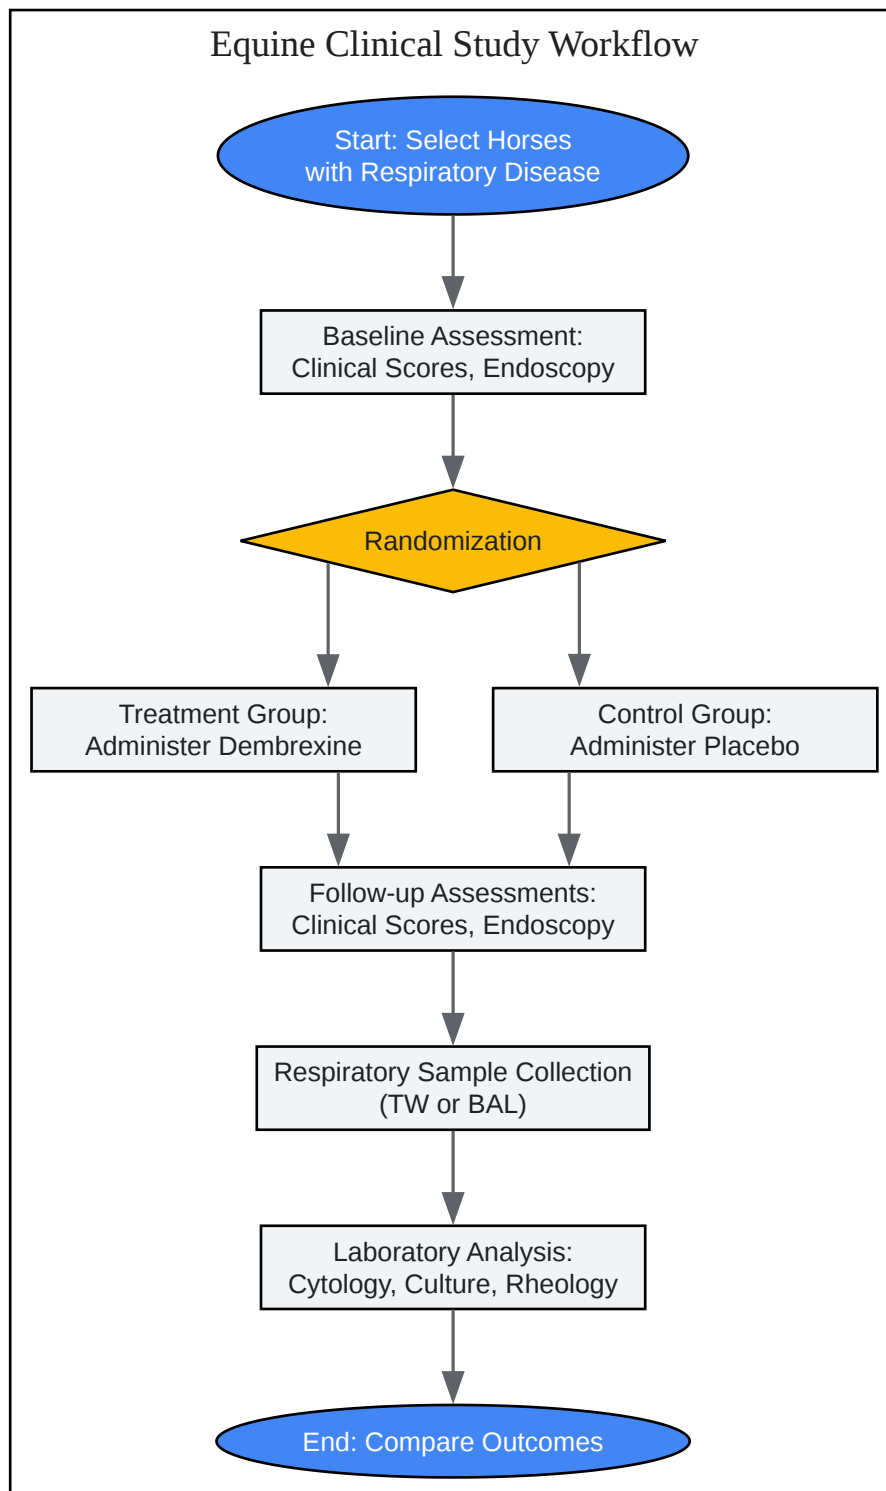 Equine Clinical Study Workflow
Start: Select Horses
with Respiratory Disease
Baseline Assessment:
Clinical Scores, Endoscopy
Randomization
Treatment Group:
Administer Dembrexine
Control Group:
Administer Placebo
Follow-up Assessments:
Clinical Scores, Endoscopy
Respiratory Sample Collection
(TW or BAL)
Laboratory Analysis:
Cytology, Culture, Rheology
End: Compare Outcomes